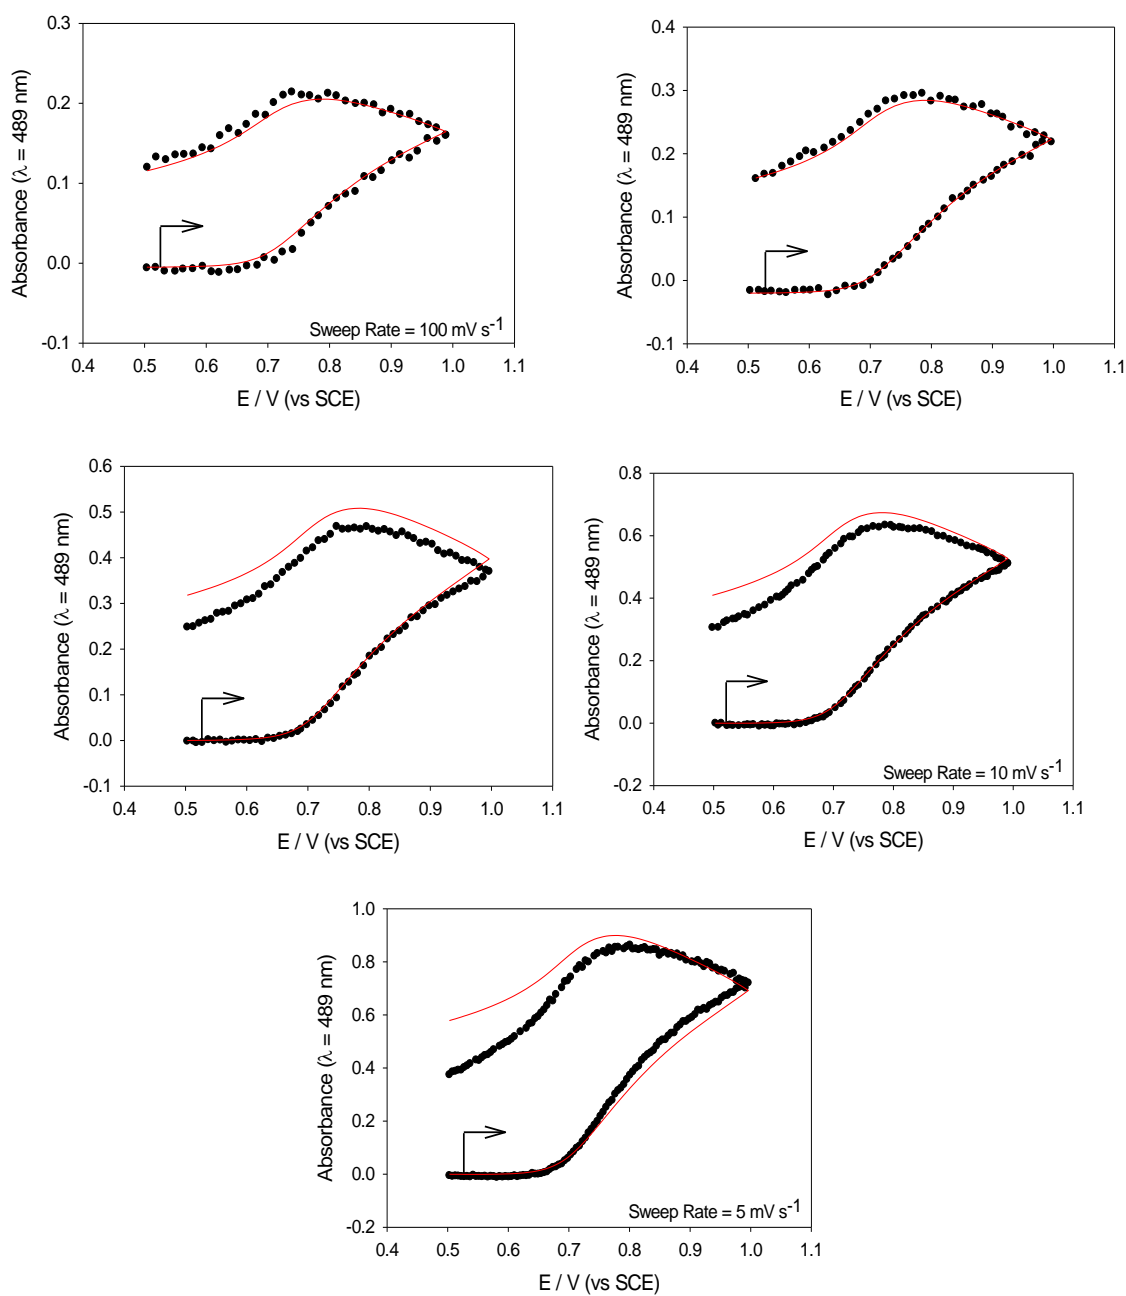 0.3
0.2
0.1
0.0
-0.1
Absorbance (λ = 489 nm)
Sweep Rate = 100 mV s-1
0.4 0.5 0.6 0.7 0.8 0.9 1.0 1.1
E / V (vs SCE)
0.4
0.3
0.2
0.1
0.0
-0.1
Absorbance (λ = 489 nm)
0.4 0.5 0.6 0.7 0.8 0.9 1.0 1.1
E / V (vs SCE)
0.6
0.5
0.4
0.3
0.2
0.1
0.0
-0.1
Absorbance (λ = 489 nm)
0.4 0.5 0.6 0.7 0.8 0.9 1.0 1.1
E / V (vs SCE)
0.8
0.6
0.4
0.2
0.0
-0.2
Absorbance (λ = 489 nm)
Sweep Rate = 10 mV s-1
0.4 0.5 0.6 0.7 0.8 0.9 1.0 1.1
E / V (vs SCE)
1.0
0.8
0.6
0.4
0.2
0.0
-0.2
Absorbance (λ = 489 nm)
Sweep Rate = 5 mV s-1
0.4 0.5 0.6 0.7 0.8 0.9 1.0 1.1
E / V (vs SCE)